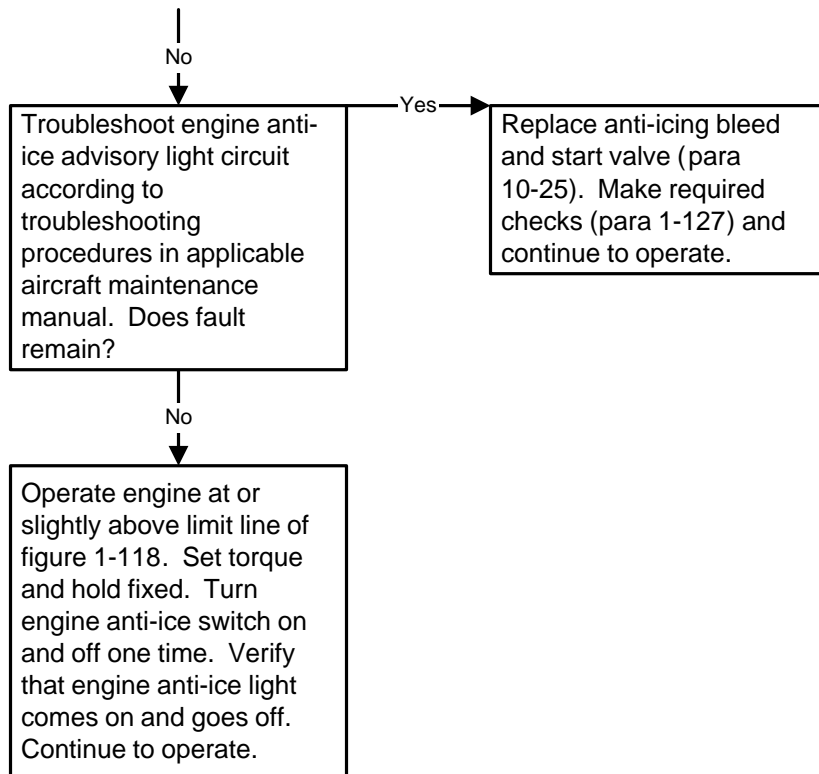 No
Troubleshoot engine anti-
ice advisory light circuit
according to
troubleshooting
procedures in applicable
aircraft maintenance
manual.  Does fault
remain?
Yes
Replace anti-icing bleed
and start valve (para
10-25).  Make required
checks (para 1-127) and
continue to operate.
No
Operate engine at or
slightly above limit line of
figure 1-118.  Set torque
and hold fixed.  Turn
engine anti-ice switch on
and off one time.  Verify
that engine anti-ice light
comes on and goes off.
Continue to operate.